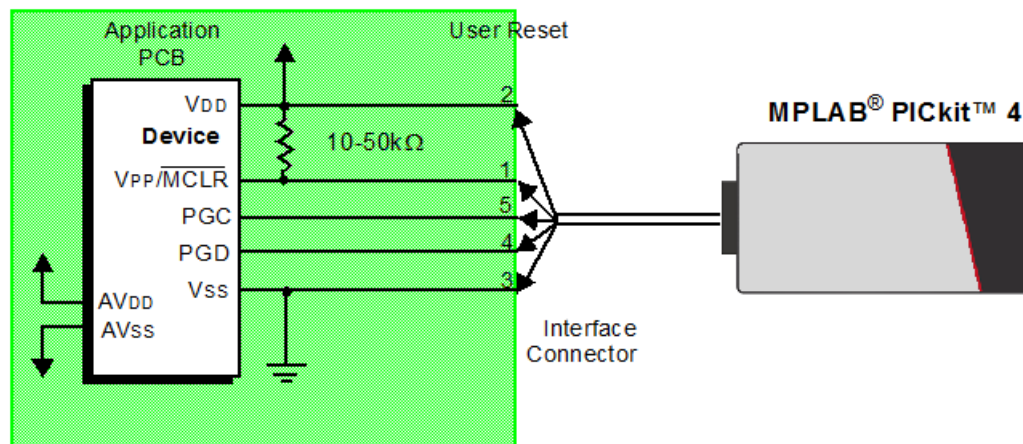 Application
PCB
User Reset
VDD
Device
10-50kΩ
VPP/MCLR
PGC
PGD
VSS
AVDD
AVSS
2
1
5
4
3
Interface
Connector
MPLAB® PICkit™ 4